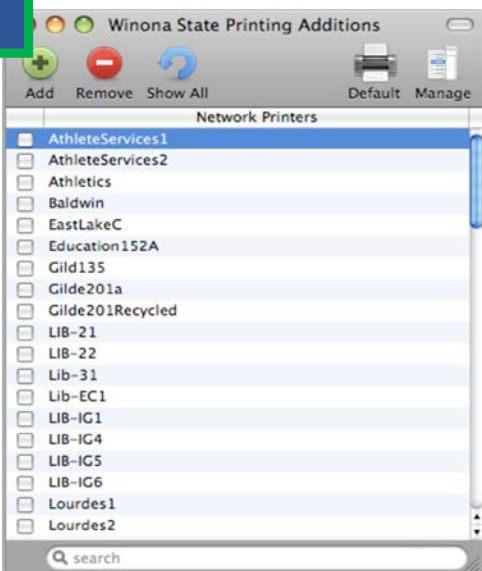 Winona State Printing Additions
Add Remove Show All Default Manage
Network Printers
AthleteServices1
AthleteServices2
Athletics
Baldwin
EastLakeC
Education152A
Gild135
Gilde201a
Gilde201Recycled
LIB-21
LIB-22
Lib-31
Lib-EC1
LIB-IG1
LIB-IG4
LIB-IG5
LIB-IG6
Lourdes1
Lourdes2
search